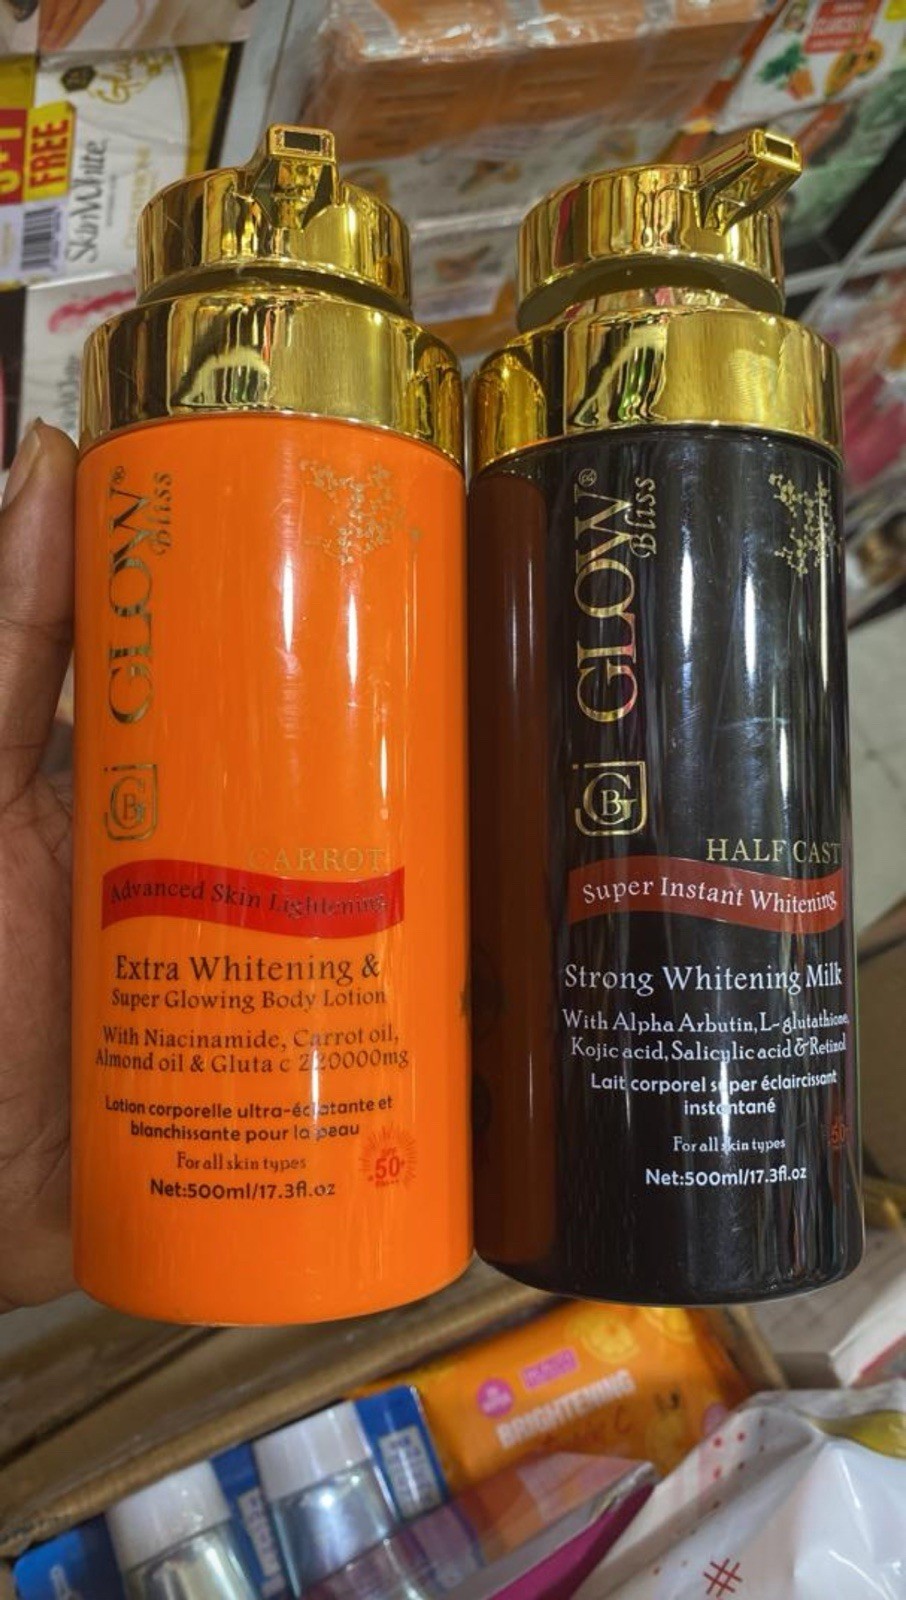 FREE
SkinWhite
GLOW®
Bliss
GB
CARROT
Advanced Skin Lightening
Extra Whitening &
Super Glowing Body Lotion
With Niacinamide, Carrot oil,
Almond oil & Gluta c 220000mg
Lotion corporelle ultra-éclatante et
blanchissante pour la peau
For all skin types
Net:500ml/17.3fl.oz
SPF
50+
GLOW®
Bliss
GB
HALF CAST
Super Instant Whitening
Strong Whitening Milk
With Alpha Arbutin, L-glutathione,
Kojic acid, Salicylic acid & Retinol
Lait corporel super éclaircissant
instantané
For all skin types
Net:500ml/17.3fl.oz
50
BRIGHTENING